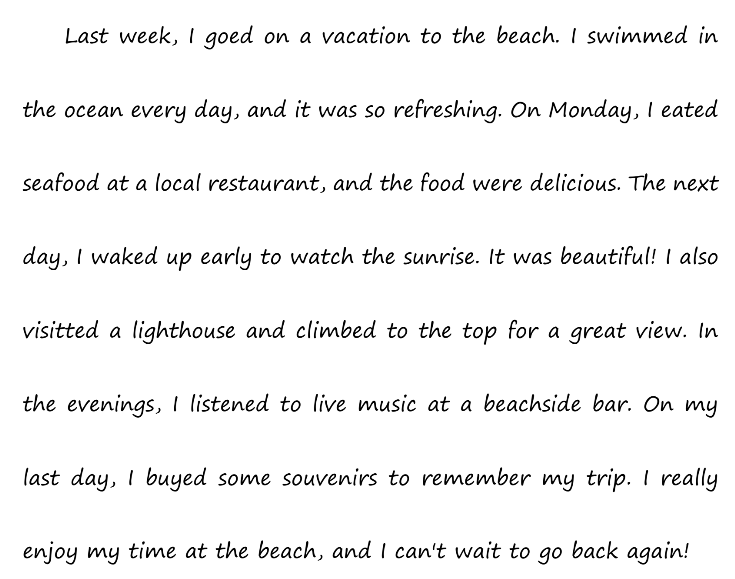 Last week, I goed on a vacation to the beach. I swimmed in
the ocean every day, and it was so refreshing. On Monday, I eated
seafood at a local restaurant, and the food were delicious. The next
day, I waked up early to watch the sunrise. It was beautiful! I also
visitted a lighthouse and climbed to the top for a great view. In
the evenings, I listened to live music at a beachside bar. On my
last day, I buyed some souvenirs to remember my trip. I really
enjoy my time at the beach, and I can't wait to go back again!